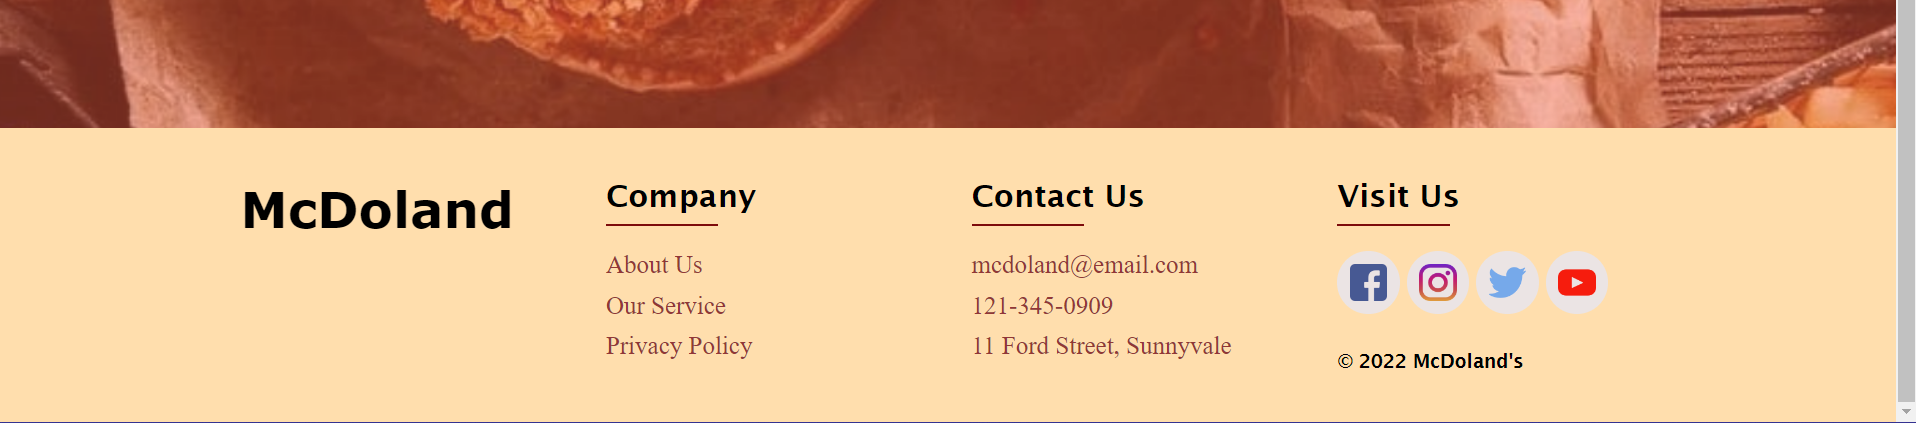 McDoland
Company
About Us
Our Service
Privacy Policy
Contact Us
mcdoland@email.com
121-345-0909
11 Ford Street, Sunnyvale
Visit Us
© 2022 McDoland's